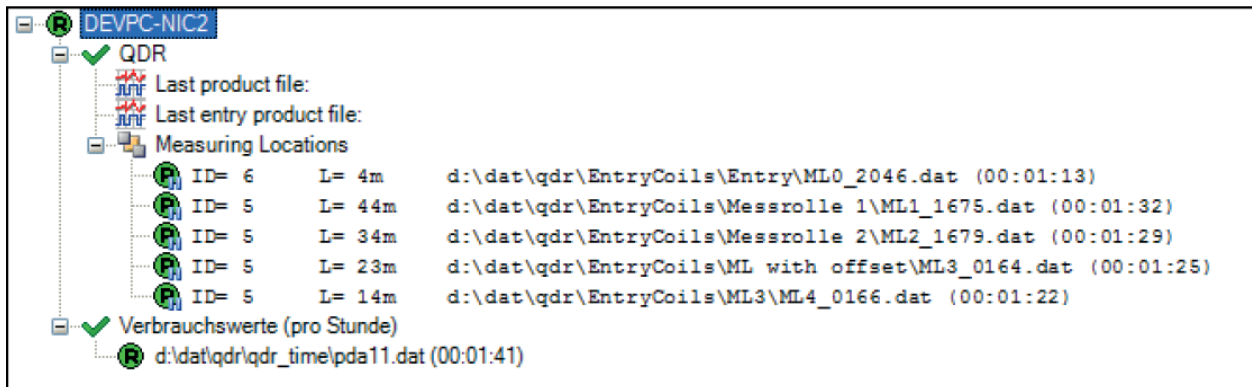 DEVPC-NIC2
QDR
Last product file:
Last entry product file:
Measuring Locations
ID= 6 L= 4m d:\dat\qdr\EntryCoils\Entry\ML0_2046.dat (00:01:13)
ID= 5 L= 44m d:\dat\qdr\EntryCoils\Messrolle 1\ML1_1675.dat (00:01:32)
ID= 5 L= 34m d:\dat\qdr\EntryCoils\Messrolle 2\ML2_1679.dat (00:01:29)
ID= 5 L= 23m d:\dat\qdr\EntryCoils\ML with offset\ML3_0164.dat (00:01:25)
ID= 5 L= 14m d:\dat\qdr\EntryCoils\ML3\ML4_0166.dat (00:01:22)
Verbrauchswerte (pro Stunde)
d:\dat\qdr\qdr_time\pda11.dat (00:01:41)